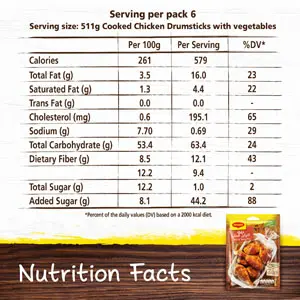 Serving per pack 6
Serving size: 511g Cooked Chicken Drumsticks with vegetables
Per 100g Per Serving %DV*
Calories 261 579
Total Fat (g) 3.5 16.0 23
Saturated Fat (g) 1.3 4.4 22
Trans Fat (g) 0.0 0.0 -
Cholesterol (mg) 0.6 195.1 65
Sodium (g) 7.70 0.69 29
Total Carbohydrate (g) 53.4 63.4 24
Dietary Fiber (g) 8.5 12.1 43
12.2 9.4 -
Total Sugar (g) 12.2 1.0 2
Added Sugar (g) 8.1 44.2 88
*Percent of the daily values (DV) based on a 2000 kcal diet.
Maggi
Nutrition Facts